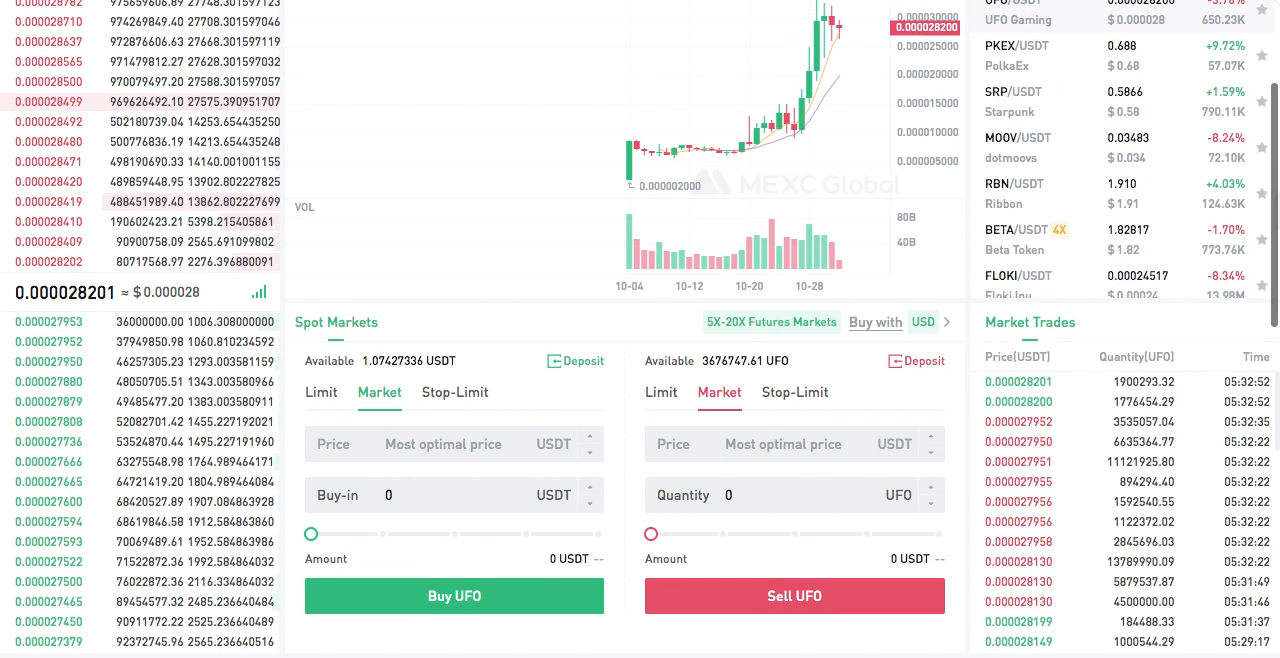 0.000028782 975659606.89 27748.301597123
0.000028710 974269849.40 27708.301597046
0.000028637 972876606.63 27668.301597119
0.000028565 971479812.27 27628.301597032
0.000028500 970079497.20 27588.301597057
0.000028499 969626492.10 27575.390951707
0.000028492 502180739.04 14253.654435250
0.000028480 500776836.19 14213.654435248
0.000028471 498190690.33 14140.001001155
0.000028420 489859448.95 13902.802227825
0.000028419 488451989.40 13862.802227699
0.000028410 190602423.21 5398.215405861
0.000028409 90900758.09 2565.691099802
0.000028202 80717568.97 2276.396880091
0.000028201 ≈ $ 0.000028
0.000027953 36000000.00 1006.308000000
0.000027952 37949850.98 1060.810234592
0.000027950 46257305.23 1293.003581159
0.000027880 48050705.51 1343.003580966
0.000027879 49485477.20 1383.003580911
0.000027808 52082701.42 1455.227192021
0.000027736 53524870.44 1495.227191960
0.000027666 63275548.98 1764.989464171
0.000027665 64721419.20 1804.989464084
0.000027600 68420527.89 1907.084863928
0.000027594 68619846.58 1912.584863860
0.000027593 70069489.61 1952.584863986
0.000027522 71522872.36 1992.584864032
0.000027500 76022872.36 2116.334864032
0.000027465 89454577.32 2485.236640484
0.000027450 90911772.22 2525.236640489
0.000027379 92372745.96 2565.236640516
0.000030000
0.000028200
0.000025000
0.000020000
0.000015000
0.000010000
0.000005000
0.000002000
MEXC Global
VOL
80B
40B
10-04 10-12 10-20 10-28
Spot Markets 5X-20X Futures Markets Buy with USD
Available 1.07427336 USDT Deposit
Limit Market Stop-Limit
Price Most optimal price USDT
Buy-in 0 USDT
Amount 0 USDT --
Buy UFO
Available 3676747.61 UFO Deposit
Limit Market Stop-Limit
Price Most optimal price USDT
Quantity 0 UFO
Amount 0 USDT --
Sell UFO
UFO/USDT 0.000028200 -3.78%
UFO Gaming $ 0.000028 650.23K
PKEX/USDT 0.688 +9.72%
PolkaEx $ 0.68 57.07K
SRP/USDT 0.5866 +1.59%
Starpunk $ 0.58 790.11K
MOOV/USDT 0.03483 -8.24%
dotmoovs $ 0.034 72.10K
RBN/USDT 1.910 +4.03%
Ribbon $ 1.91 124.63K
BETA/USDT 4X 1.82817 -1.70%
Beta Token $ 1.82 773.76K
FLOKI/USDT 0.00024517 -8.34%
Floki Inu $ 0.00024 13.98M
Market Trades
Price(USDT) Quantity(UFO) Time
0.000028201 1900293.32 05:32:52
0.000028200 1776454.29 05:32:52
0.000027952 3535057.04 05:32:35
0.000027950 6635364.77 05:32:22
0.000027951 11121925.80 05:32:22
0.000027955 894294.40 05:32:22
0.000027956 1592540.55 05:32:22
0.000027956 1122372.02 05:32:22
0.000027958 2845696.03 05:32:22
0.000028130 13789990.09 05:32:22
0.000028130 5879537.87 05:31:49
0.000028130 4500000.00 05:31:46
0.000028199 184488.33 05:31:37
0.000028149 1000544.29 05:29:17